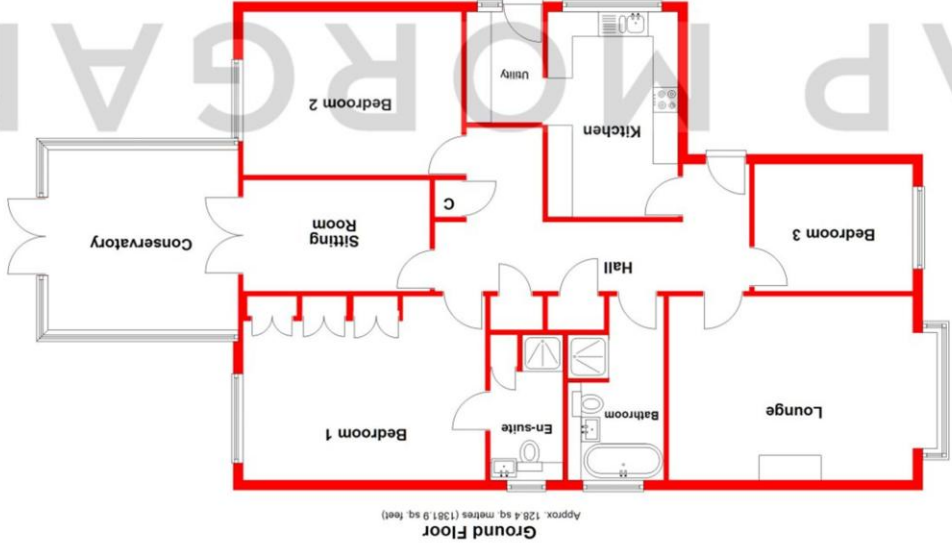 Ground Floor
Approx. 128.4 sq. metres (1381.9 sq. feet)
Lounge
Bathroom
En-suite
Bedroom 1
Hall
Bedroom 3
Sitting
Room
Conservatory
C
Kitchen
Utility
Bedroom 2
AP MORGAN